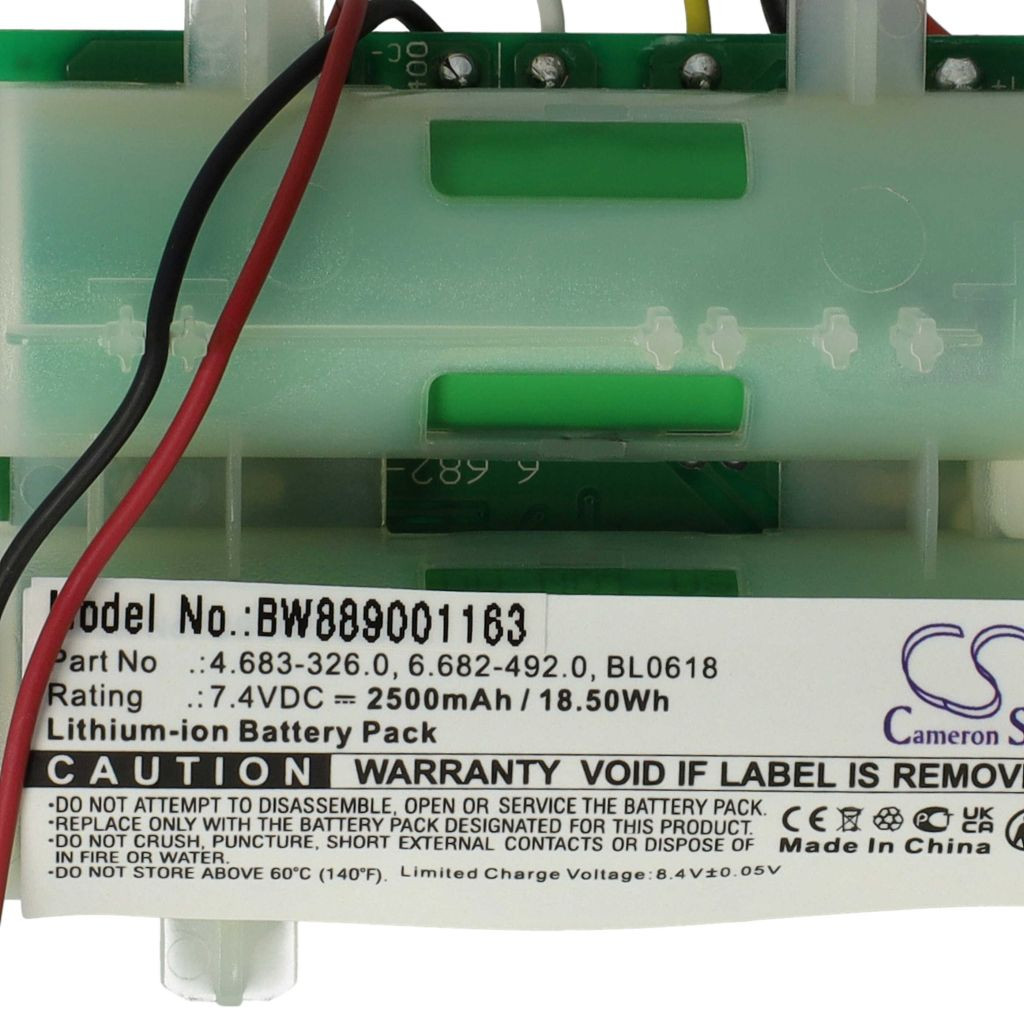 6 682-
Model No.:BW889001163
Part No .:4.683-326.0, 6.682-492.0, BL0618
Rating .:7.4VDC ⎓ 2500mAh / 18.50Wh
Lithium-ion Battery Pack
Cameron S
CAUTION WARRANTY VOID IF LABEL IS REMOV
·DO NOT ATTEMPT TO DISASSEMBLE, OPEN OR SERVICE THE BATTERY PACK.
·REPLACE ONLY WITH THE BATTERY PACK DESIGNATED FOR THIS PRODUCT.
·DO NOT CRUSH, PUNCTURE, SHORT EXTERNAL CONTACTS OR DISPOSE OF
IN FIRE OR WATER.
·DO NOT STORE ABOVE 60°C (140°F). Limited Charge Voltage:8.4V±0.05V
CE UKCA
Made In China